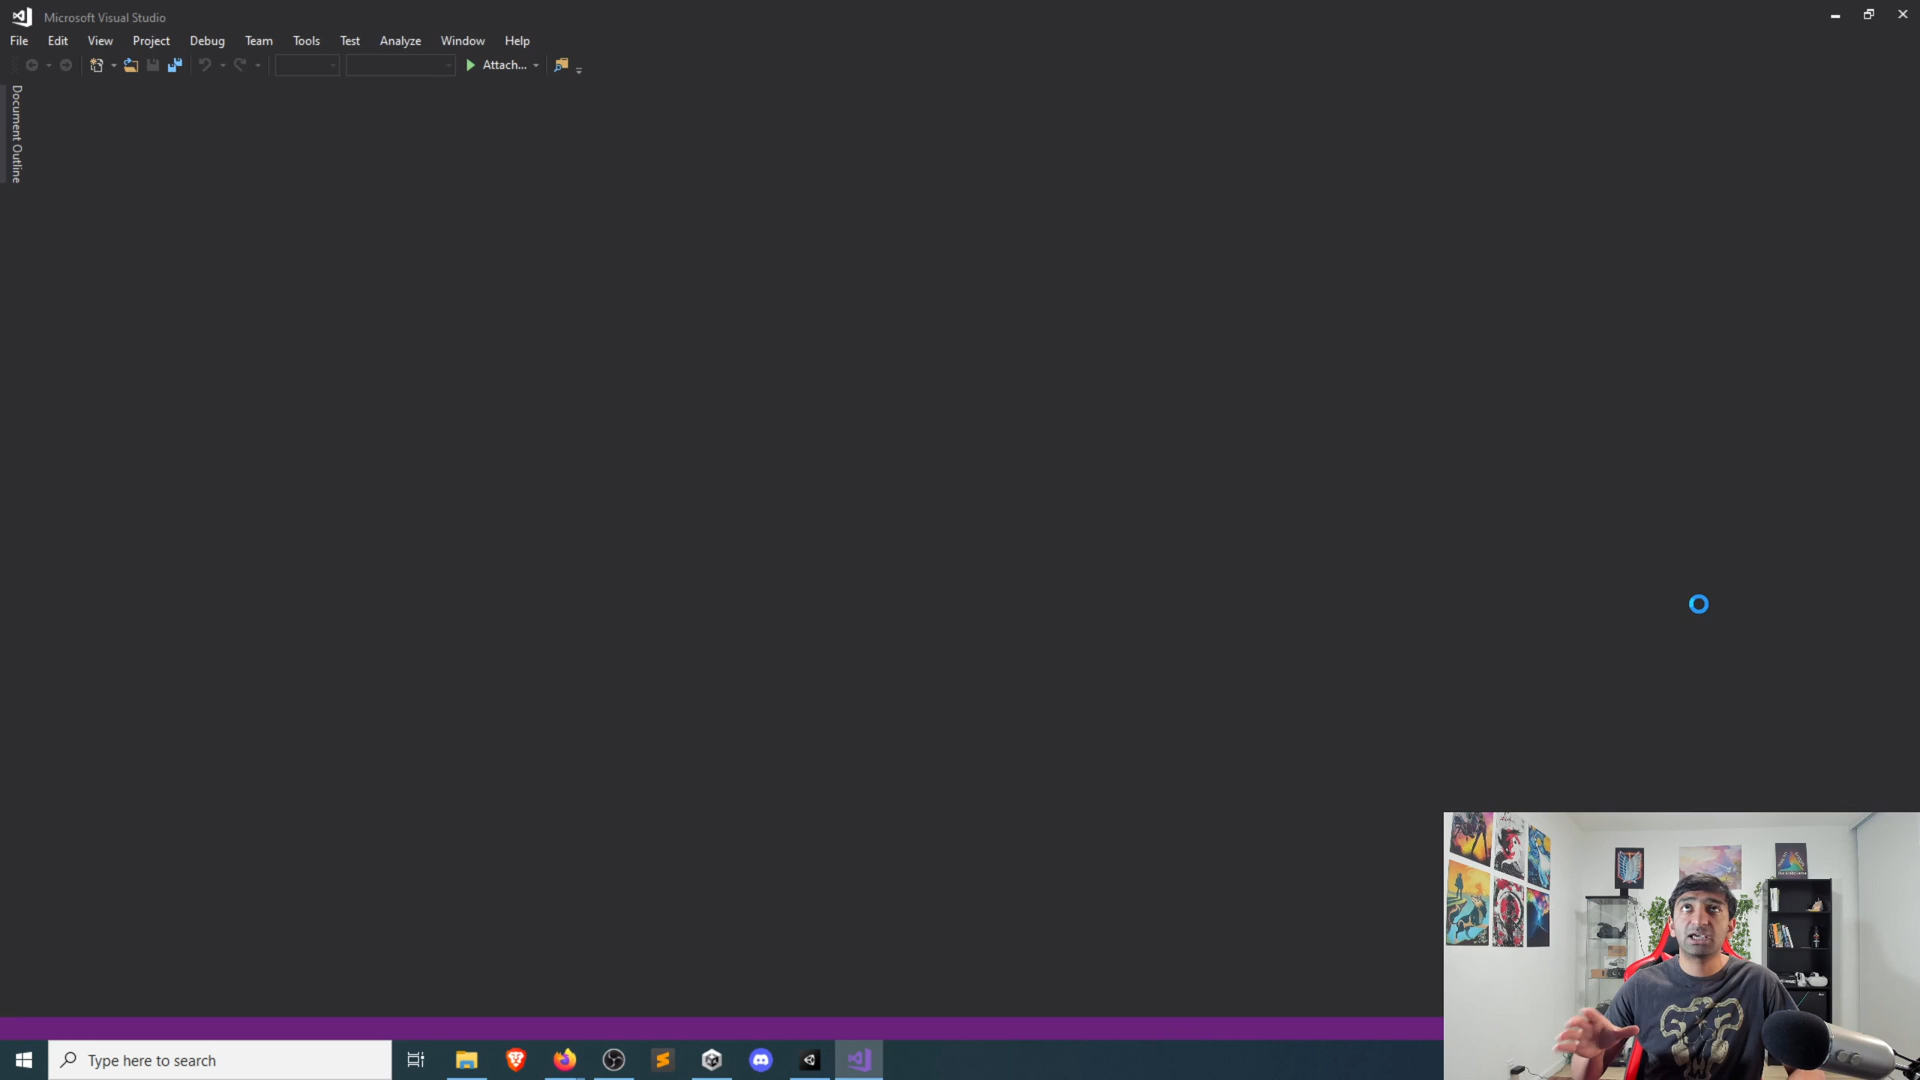 Microsoft Visual Studio
File Edit View Project Debug Team Tools Test Analyze Window Help
Attach...
Document Outline
Type here to search